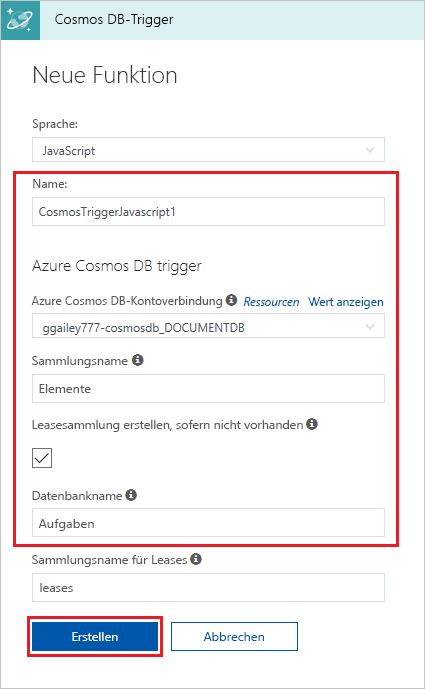 Cosmos DB-Trigger
Neue Funktion
Sprache:
JavaScript
Name:
CosmosTriggerJavascript1
Azure Cosmos DB trigger
Azure Cosmos DB-Kontoverbindung Ressourcen Wert anzeigen
ggailey777-cosmosdb_DOCUMENTDB
Sammlungsname
Elemente
Leasesammlung erstellen, sofern nicht vorhanden
Datenbankname
Aufgaben
Sammlungsname für Leases
leases
Erstellen Abbrechen